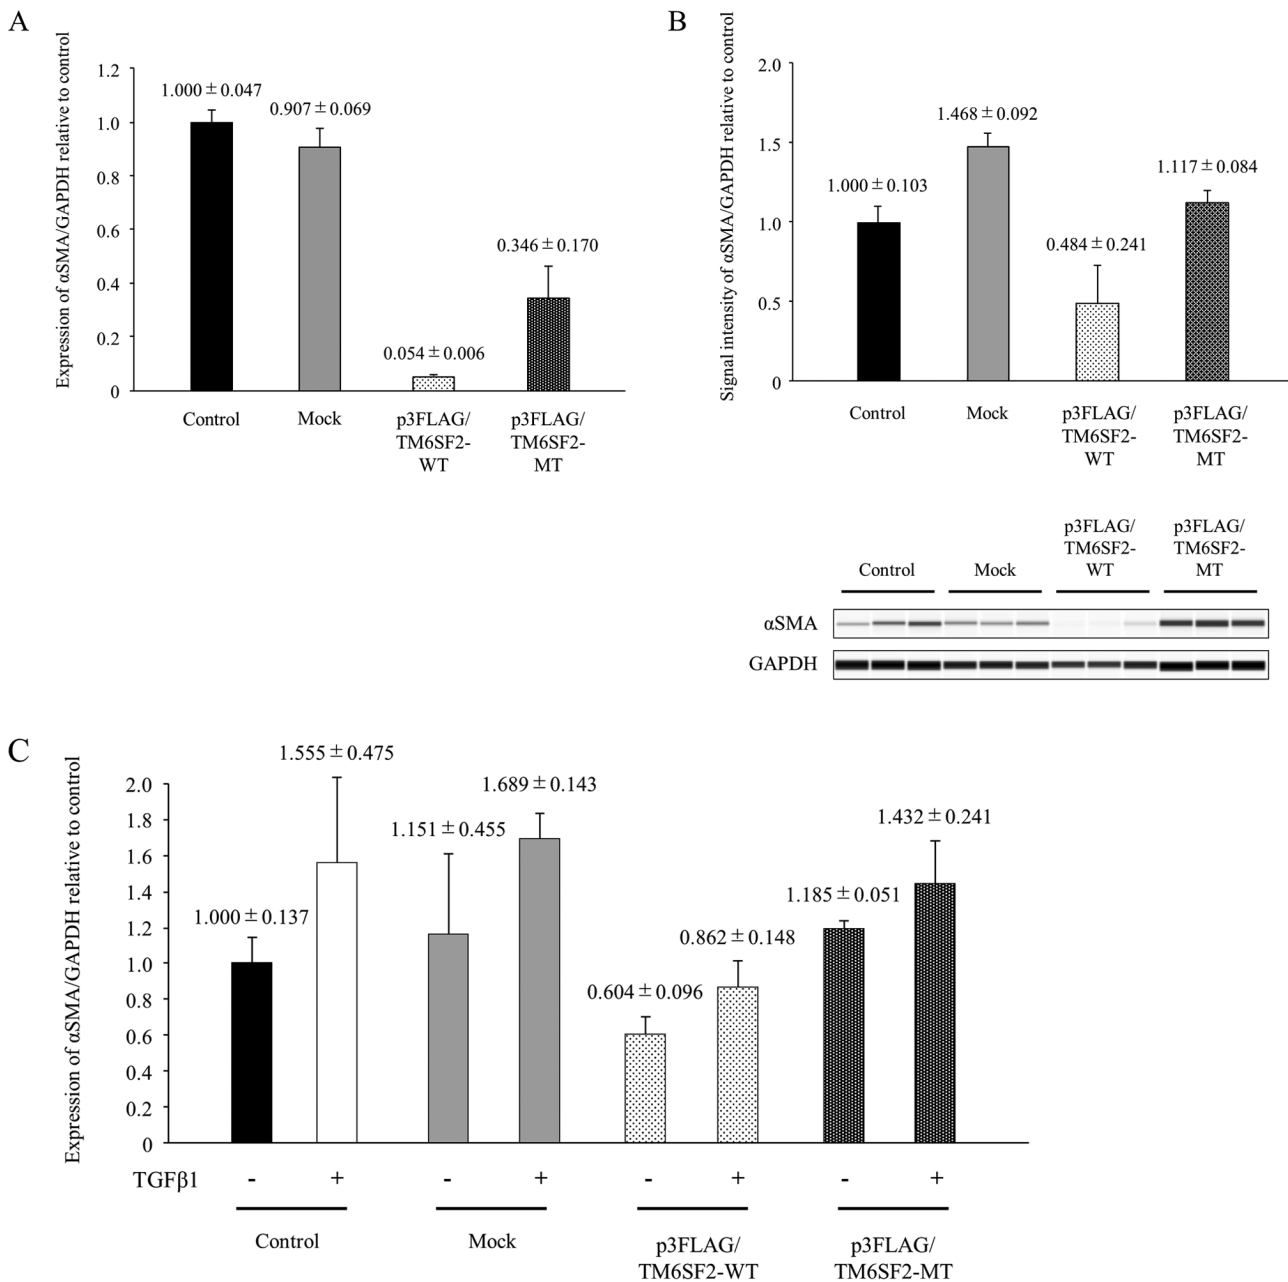 A
Expression of αSMA/GAPDH relative to control
1.2
1.0
0.8
0.6
0.4
0.2
0
1.000±0.047
0.907±0.069
0.054±0.006
0.346±0.170
Control
Mock
p3FLAG/
TM6SF2-
WT
p3FLAG/
TM6SF2-
MT
B
Signal intensity of αSMA/GAPDH relative to control
2.0
1.5
1.0
0.5
0
1.000±0.103
1.468±0.092
0.484±0.241
1.117±0.084
Control
Mock
p3FLAG/
TM6SF2-
WT
p3FLAG/
TM6SF2-
MT
Control
Mock
p3FLAG/
TM6SF2-
WT
p3FLAG/
TM6SF2-
MT
αSMA
GAPDH
C
Expression of αSMA/GAPDH relative to control
2.0
1.8
1.6
1.4
1.2
1.0
0.8
0.6
0.4
0.2
0
1.000±0.137
1.555±0.475
1.151±0.455
1.689±0.143
0.604±0.096
0.862±0.148
1.185±0.051
1.432±0.241
TGFβ1 - + - + - + - +
Control
Mock
p3FLAG/
TM6SF2-WT
p3FLAG/
TM6SF2-MT